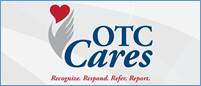 OTC
Cares
Recognize. Respond. Refer. Report.